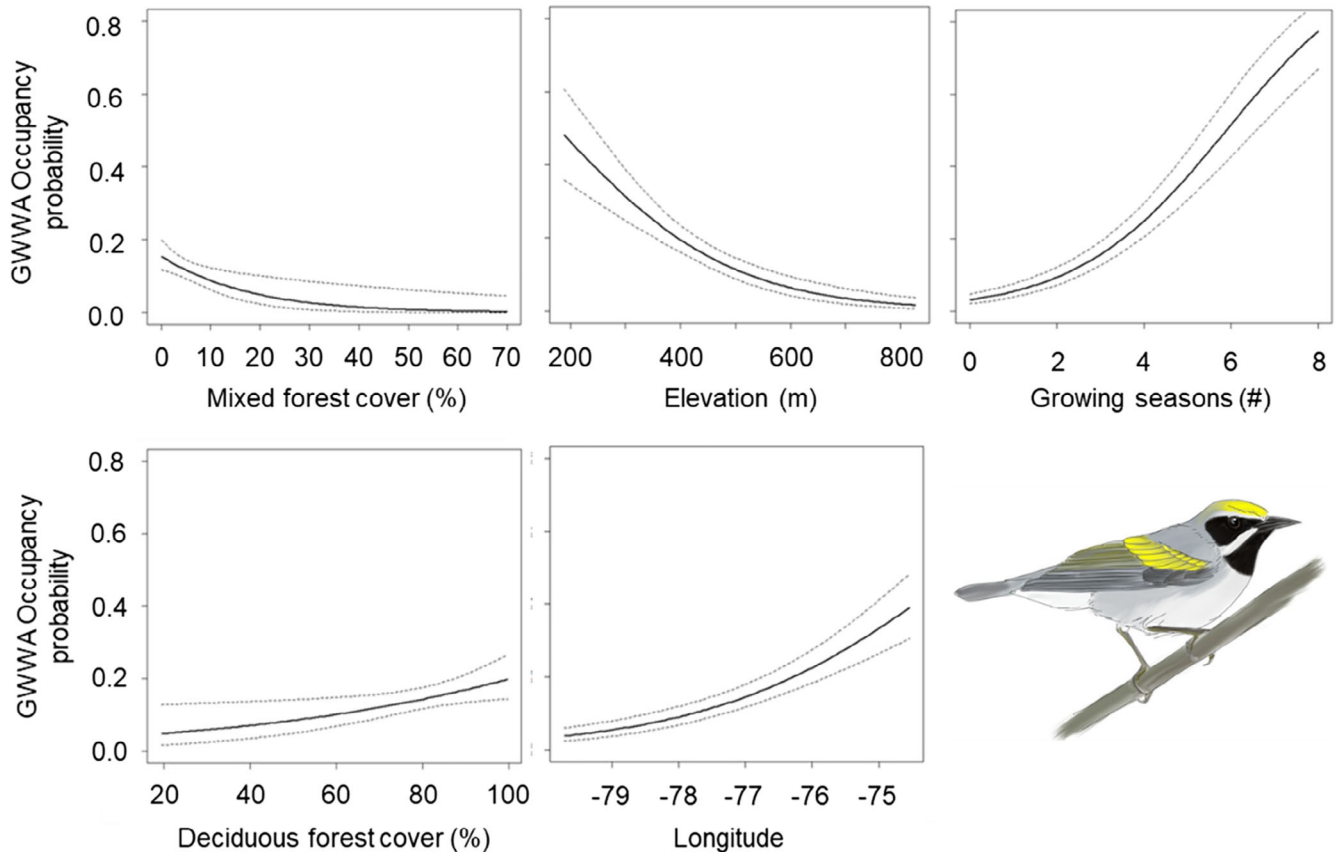 GWWA Occupancy
probability
0.8
0.6
0.4
0.2
0.0
0 10 20 30 40 50 60 70
Mixed forest cover (%)
200 400 600 800
Elevation (m)
0 2 4 6 8
Growing seasons (#)
GWWA Occupancy
probability
0.8
0.6
0.4
0.2
0.0
20 40 60 80 100
Deciduous forest cover (%)
-79 -78 -77 -76 -75
Longitude